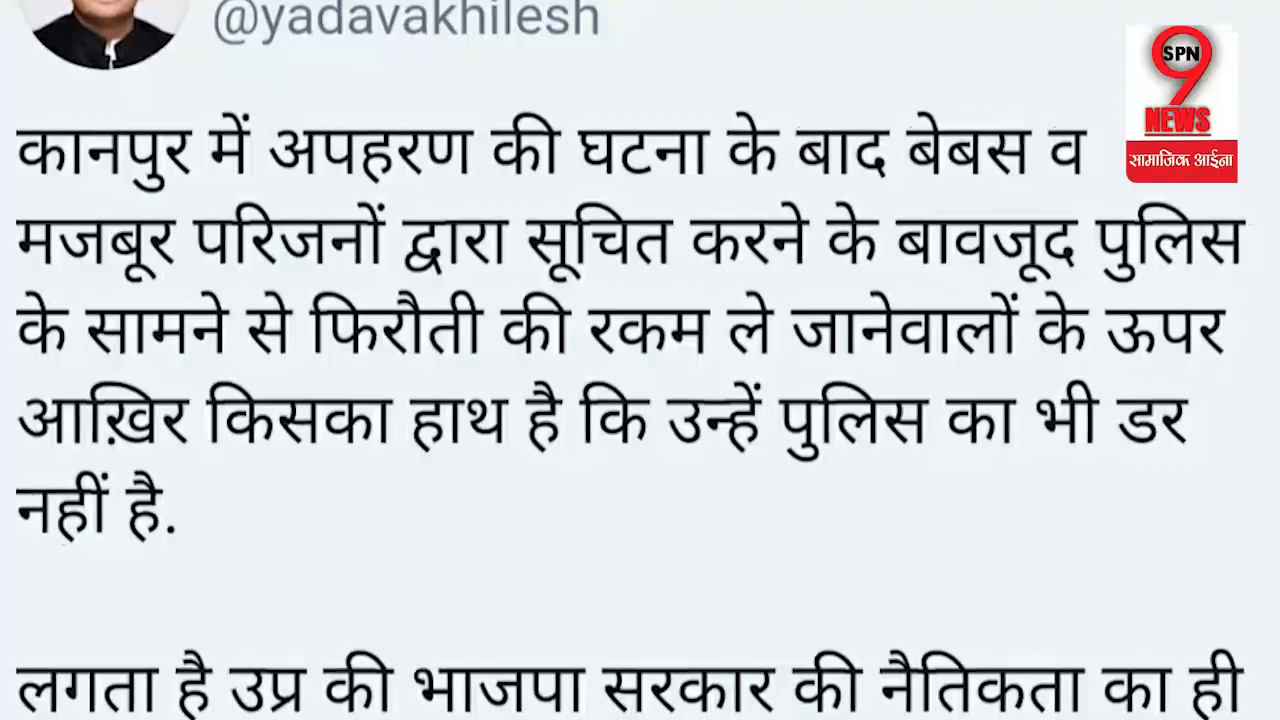 @yadavakhilesh
SPN
9
NEWS
सामाजिक आईना
कानपुर में अपहरण की घटना के बाद बेबस व
मजबूर परिजनों द्वारा सूचित करने के बावजूद पुलिस
के सामने से फिरौती की रकम ले जानेवालों के ऊपर
आख़िर किसका हाथ है कि उन्हें पुलिस का भी डर
नहीं है.
लगता है उप्र की भाजपा सरकार की नैतिकता का ही